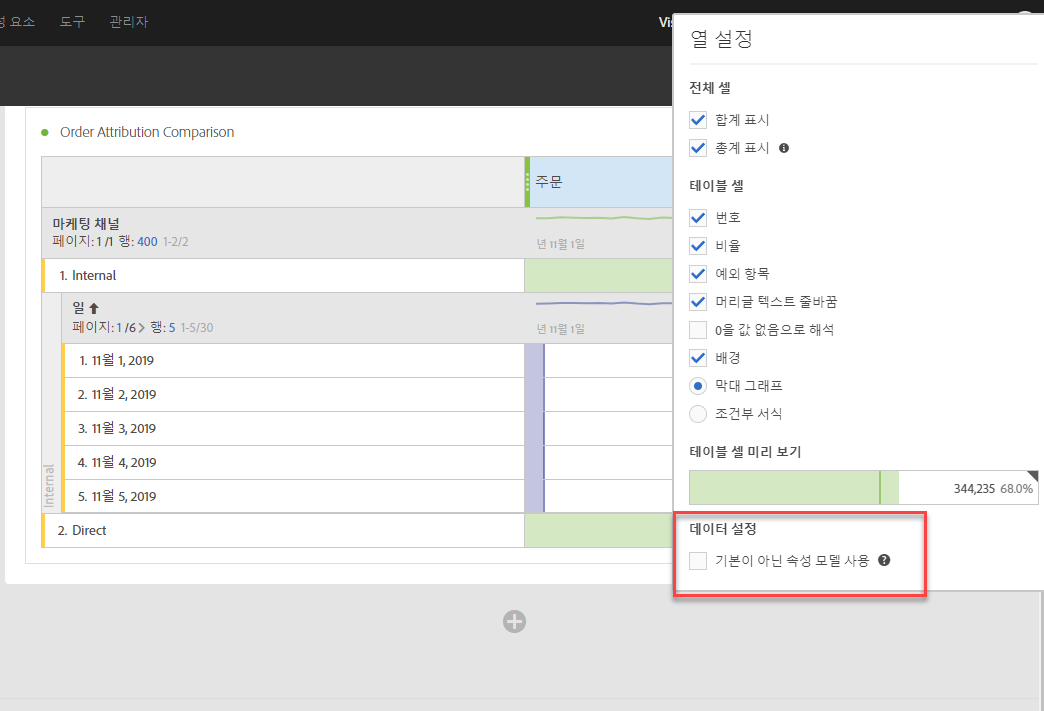 요소 도구 관리자
열 설정
전체 셀
합계 표시
총계 표시
테이블 셀
번호
비율
예외 항목
머리글 텍스트 줄바꿈
0을 값 없음으로 해석
배경
막대 그래프
조건부 서식
테이블 셀 미리 보기
344,235 68.0%
데이터 설정
기본이 아닌 속성 모델 사용
Order Attribution Comparison
주문
마케팅 채널
페이지: 1 /1 행: 400 1-2/2
년 11월 1일
1. Internal
일
페이지: 1 /6 > 행: 5 1-5/30
년 11월 1일
1. 11월 1, 2019
2. 11월 2, 2019
3. 11월 3, 2019
4. 11월 4, 2019
5. 11월 5, 2019
Internal
2. Direct